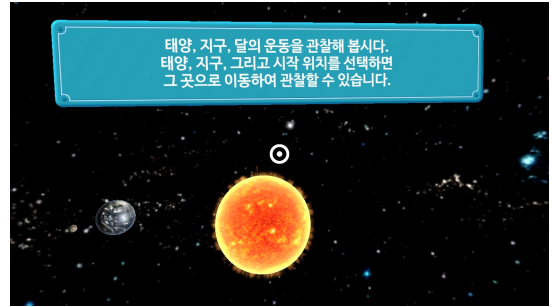 태양, 지구, 달의 운동을 관찰해 봅시다.
태양, 지구, 그리고 시작 위치를 선택하면
그 곳으로 이동하여 관찰할 수 있습니다.